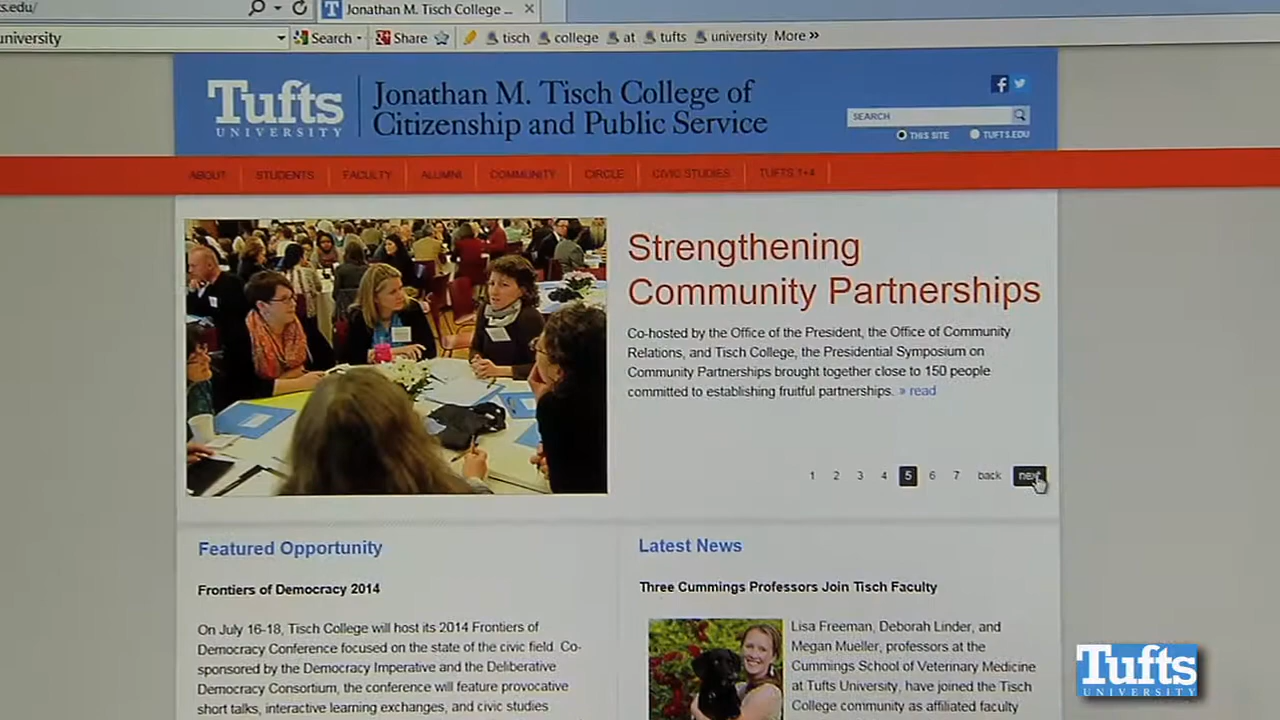 ts.edu/
Jonathan M. Tisch College ...
university
Search
Share
tisch
college
at
tufts
university
More »
Tufts
UNIVERSITY
Jonathan M. Tisch College of
Citizenship and Public Service
SEARCH
THIS SITE
TUFTS.EDU
ABOUT
STUDENTS
FACULTY
ALUMNI
COMMUNITY
CIRCLE
CIVIC STUDIES
TUFTS 1+4
Strengthening
Community Partnerships
Co-hosted by the Office of the President, the Office of Community
Relations, and Tisch College, the Presidential Symposium on
Community Partnerships brought together close to 150 people
committed to establishing fruitful partnerships. » read
1 2 3 4 5 6 7 back next
Featured Opportunity
Frontiers of Democracy 2014
On July 16-18, Tisch College will host its 2014 Frontiers of
Democracy Conference focused on the state of the civic field. Co-
sponsored by the Democracy Imperative and the Deliberative
Democracy Consortium, the conference will feature provocative
short talks, interactive learning exchanges, and civic studies
Latest News
Three Cummings Professors Join Tisch Faculty
Lisa Freeman, Deborah Linder, and
Megan Mueller, professors at the
Cummings School of Veterinary Medicine
at Tufts University, have joined the Tisch
College community as affiliated faculty
Tufts
UNIVERSITY